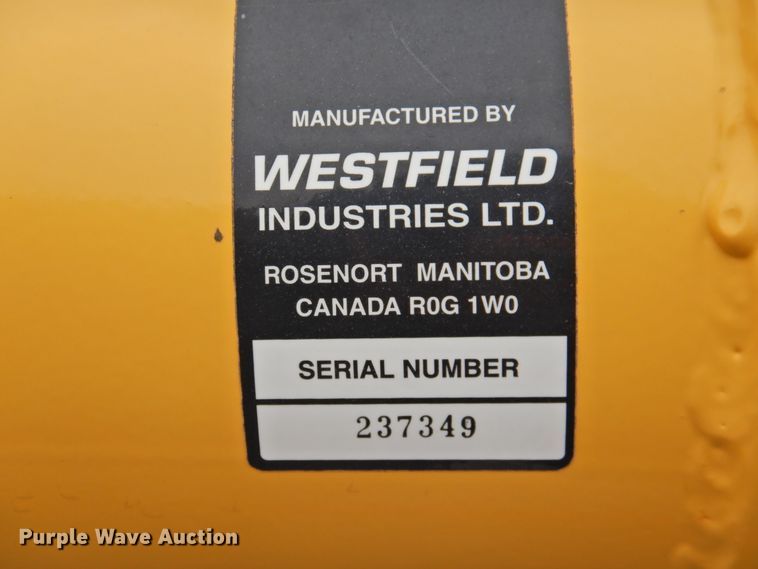 MANUFACTURED BY
WESTFIELD
INDUSTRIES LTD.
ROSENORT MANITOBA
CANADA R0G 1W0
SERIAL NUMBER
237349
Purple Wave Auction